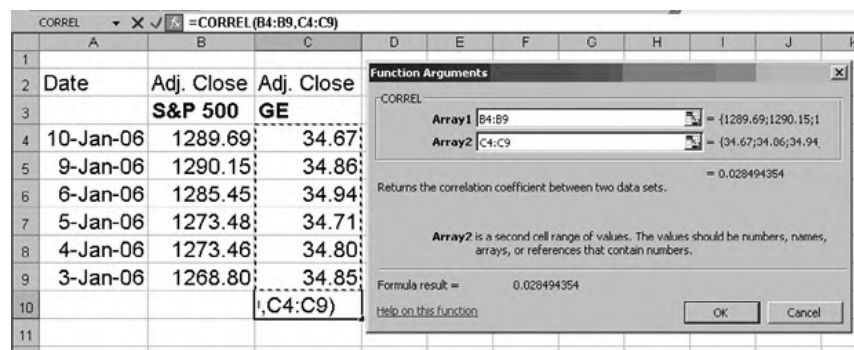 CORREL =CORREL(B4:B9,C4:C9)
A B C D E F G H I J
1
2 Date Adj. Close Adj. Close
3 S&P 500 GE
4 10-Jan-06 1289.69 34.67
5 9-Jan-06 1290.15 34.86
6 6-Jan-06 1285.45 34.94
7 5-Jan-06 1273.48 34.71
8 4-Jan-06 1273.46 34.80
9 3-Jan-06 1268.80 34.85
10 ,C4:C9)
11
Function Arguments
CORREL
Array1 B4:B9 = {1289.69;1290.15;1
Array2 C4:C9 = {34.67;34.86;34.94
= 0.028494354
Returns the correlation coefficient between two data sets.
Array2 is a second cell range of values. The values should be numbers, names,
arrays, or references that contain numbers.
Formula result = 0.028494354
Help on this function OK Cancel